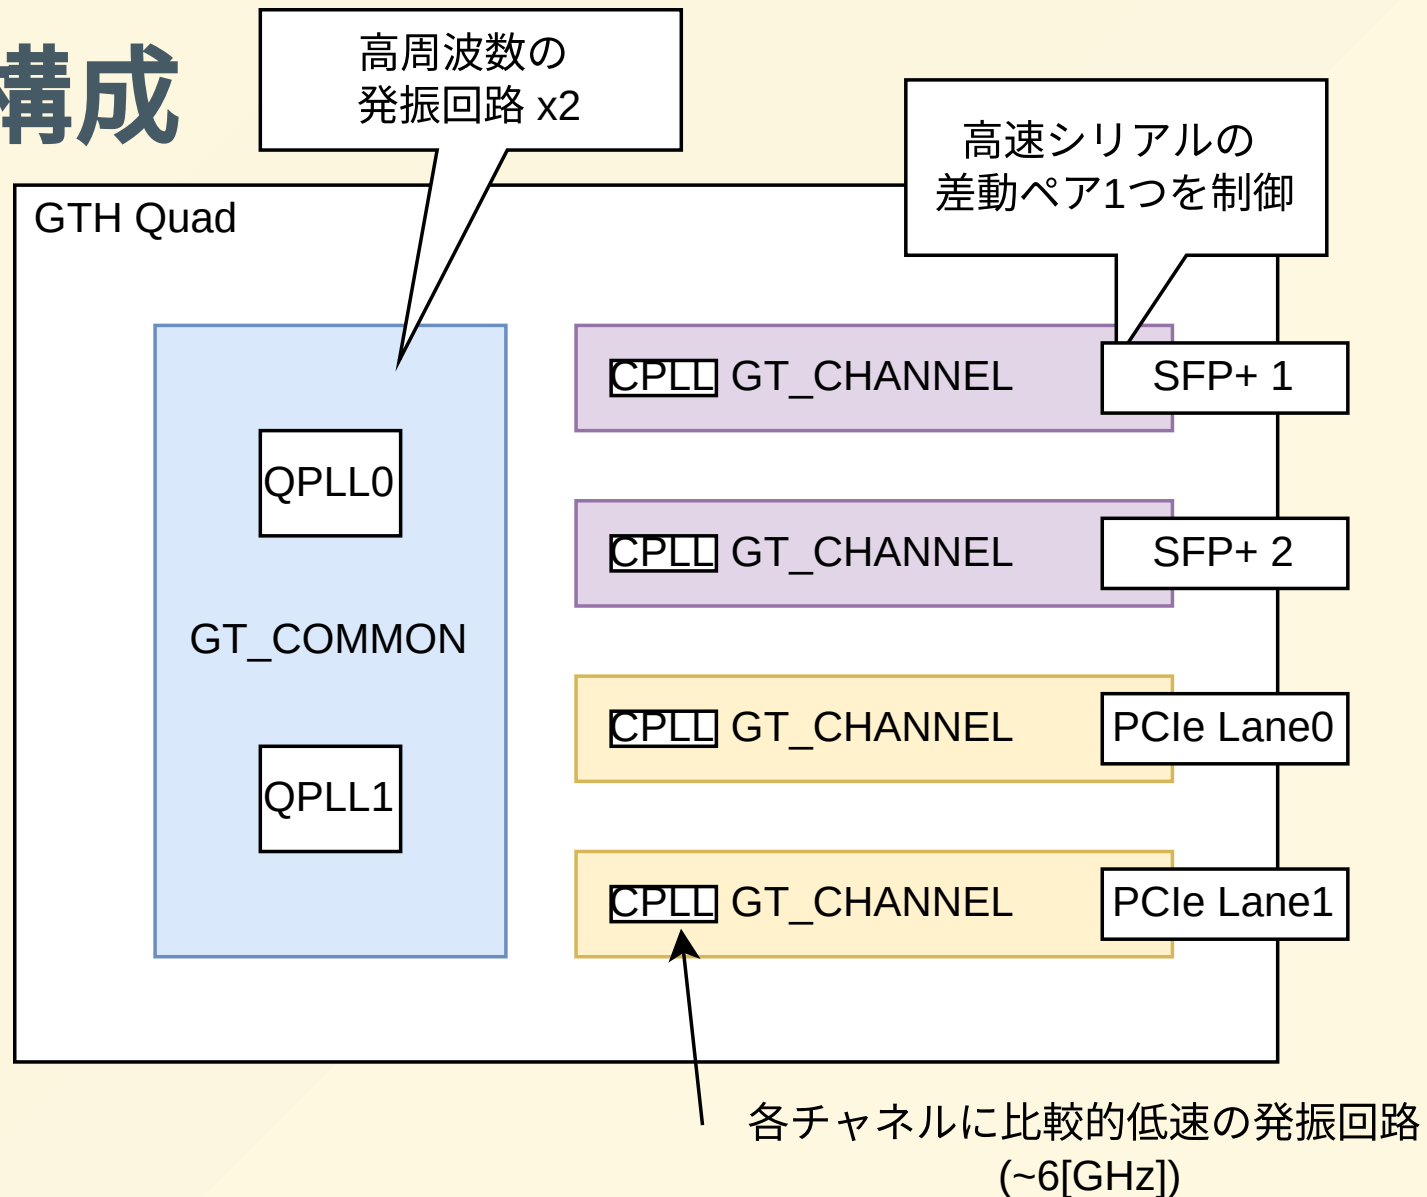 構成
高周波数の
発振回路 x2
高速シリアルの
差動ペア1つを制御
GTH Quad
CPLL GT_CHANNEL
SFP+ 1
QPLL0
CPLL GT_CHANNEL
SFP+ 2
GT_COMMON
CPLL GT_CHANNEL
PCIe Lane0
QPLL1
CPLL GT_CHANNEL
PCIe Lane1
各チャネルに比較的低速の発振回路
(~6[GHz])